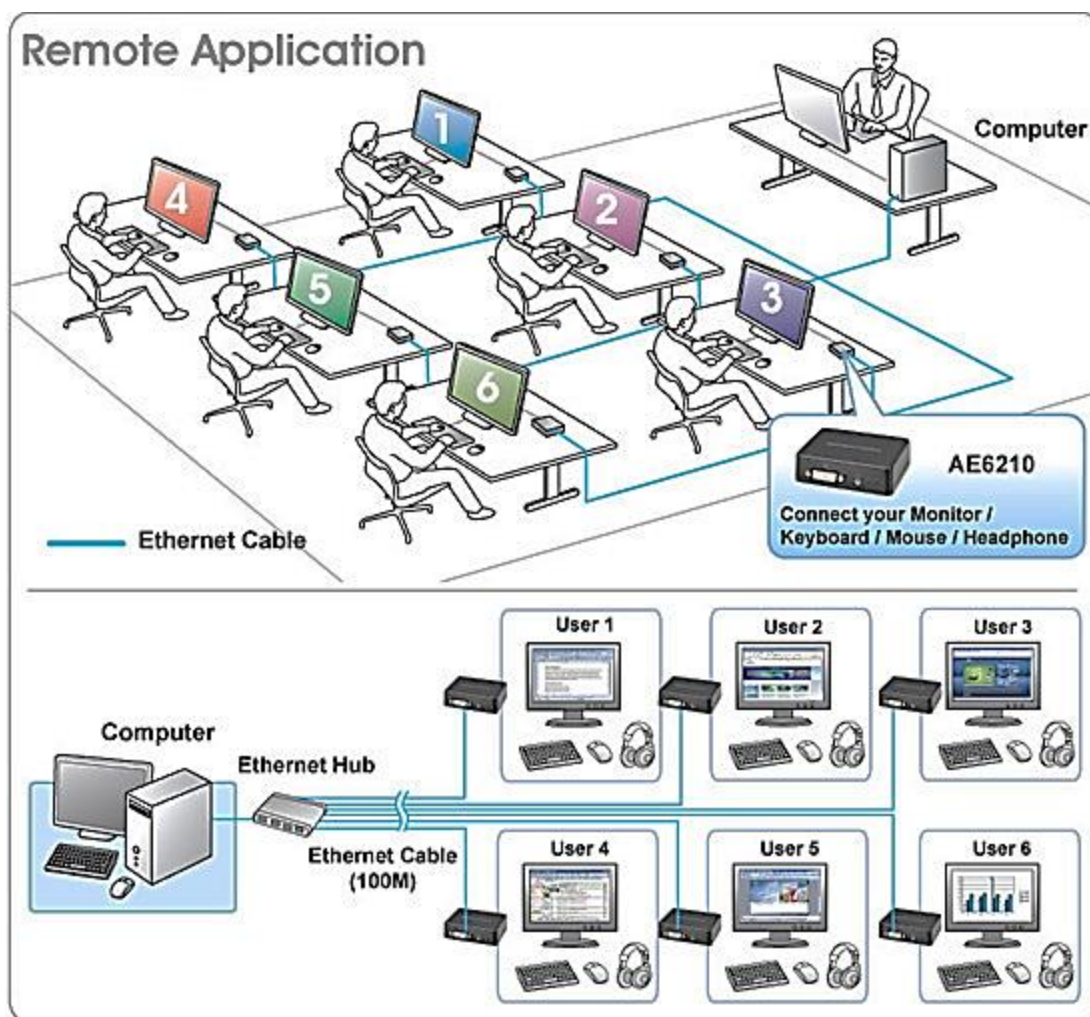 Remote Application
Computer
1
4
2
5
3
6
AE6210
Connect your Monitor /
Keyboard / Mouse / Headphone
Ethernet Cable
User 1
User 2
User 3
Computer
Ethernet Hub
Ethernet Cable
(100M)
User 4
User 5
User 6